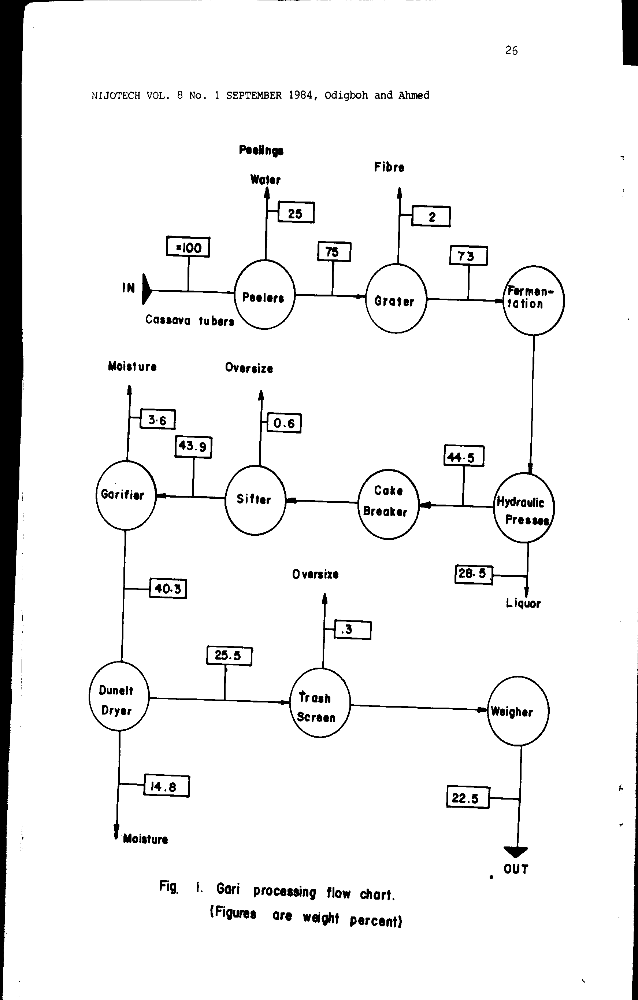 26
NIJOTECH VOL. 8 No. 1 SEPTEMBER 1984, Odigboh and Ahmed
Peelings
Water
Fibre
25
2
*100
75
73
IN
Peelers
Grater
Fermen-
tation
Cassava tubers
Moisture
Oversize
3.6
0.6
43.9
44.5
Garifier
Sifter
Cake
Breaker
Hydraulic
Presses
28.5
Liquor
40.3
Oversize
.3
25.5
Dunelt
Dryer
Trash
Screen
Weigher
14.8
22.5
Moisture
OUT
Fig. 1. Gari processing flow chart.
(Figures are weight percent)